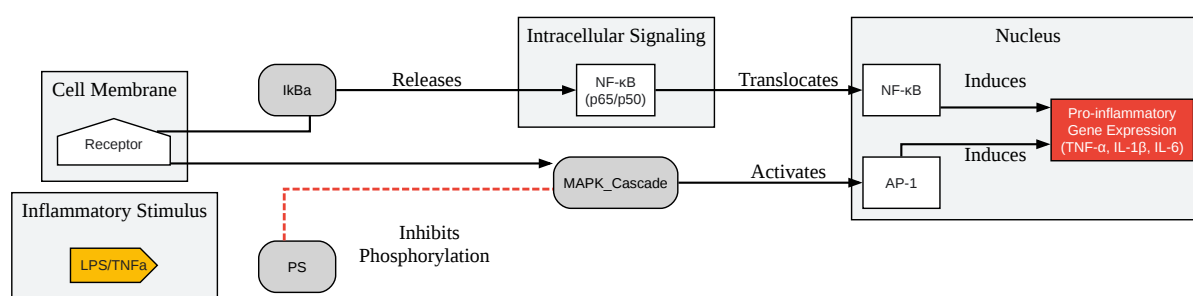 Intracellular Signaling
Nucleus
Cell Membrane
IkBa
Releases
NF-κB
(p65/p50)
Translocates
NF-κB
Induces
Pro-inflammatory
Gene Expression
(TNF-α, IL-1β, IL-6)
Receptor
MAPK_Cascade
Activates
AP-1
Induces
Inflammatory Stimulus
LPS/TNFa
PS
Inhibits
Phosphorylation